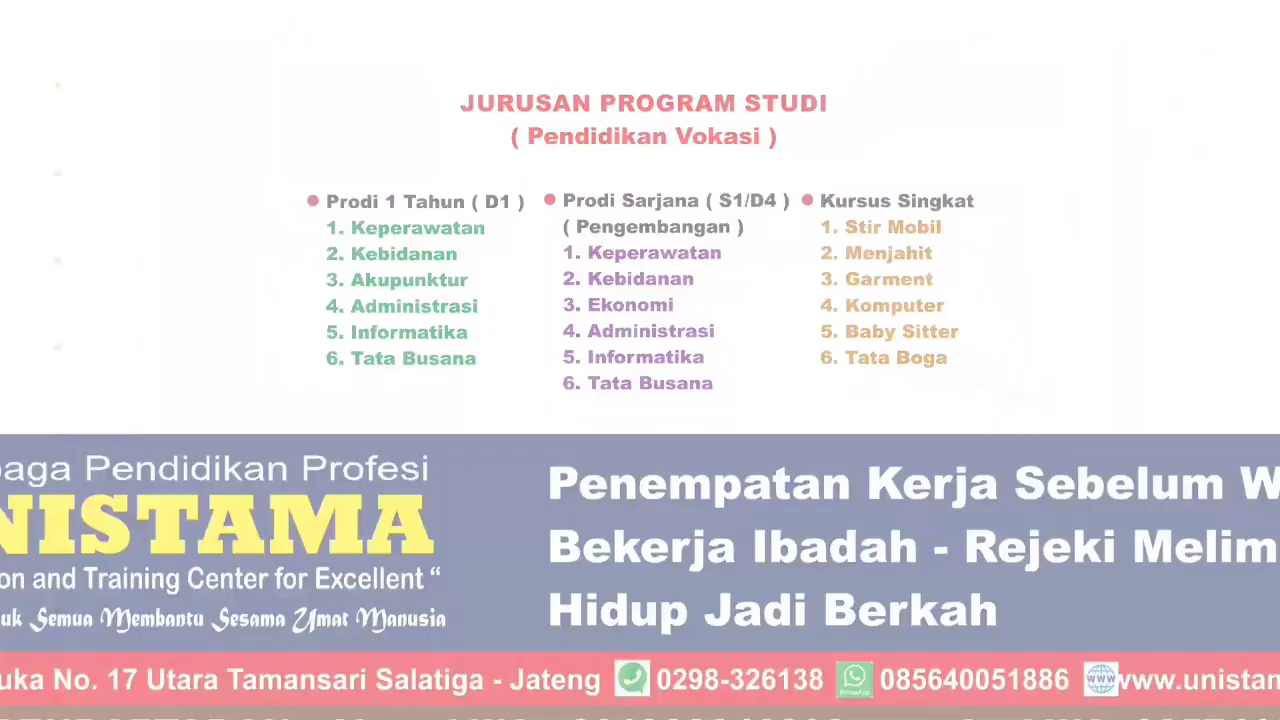 JURUSAN PROGRAM STUDI
( Pendidikan Vokasi )
Prodi 1 Tahun ( D1 )
1. Keperawatan
2. Kebidanan
3. Akupunktur
4. Administrasi
5. Informatika
6. Tata Busana
Prodi Sarjana ( S1/D4 )
( Pengembangan )
1. Keperawatan
2. Kebidanan
3. Ekonomi
4. Administrasi
5. Informatika
6. Tata Busana
Kursus Singkat
1. Stir Mobil
2. Menjahit
3. Garment
4. Komputer
5. Baby Sitter
6. Tata Boga
Pendidikan Profesi
NISTAMA
on and Training Center for Excellent “
uk Semua Membantu Sesama Umat Manusia
Penempatan Kerja Sebelum W
Bekerja Ibadah - Rejeki Melim
Hidup Jadi Berkah
uka No. 17 Utara Tamansari Salatiga - Jateng 0298-326138 085640051886 www.unistam